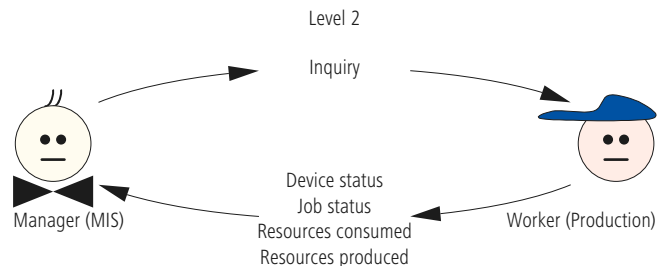 Level 2
Inquiry
Device status
Job status
Resources consumed
Resources produced
Manager (MIS)
Worker (Production)